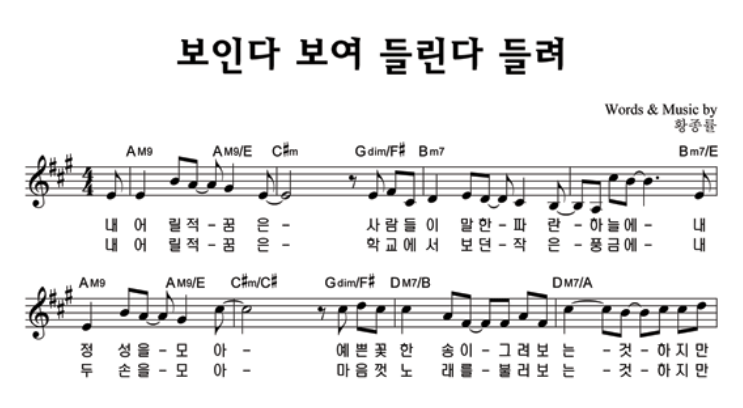 보인다 보여 들린다 들려
Words & Music by
황종률
AM9 AM9/E C#m Gdim/F# Bm7 Bm7/E
내 어 릴적-꿈 은- 사람들이 말한-파 란-하늘에- 내
내 어 릴적-꿈 은- 학교에서 보던-작 은-풍금에- 내
AM9 AM9/E C#m/C# Gdim/F# DM7/B DM7/A
정 성을-모 아- 예쁜꽃 한 송이-그려보 는 -것-하지만
두 손을-모 아- 마음껏 노 래를-불러보 는 -것-하지만